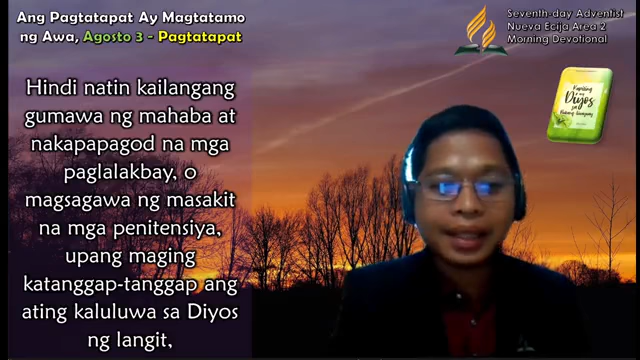 Ang Pagtatapat Ay Magtatamo
ng Awa, Agosto 3 - Pagtatapat
Seventh-day Adventist
Nueva Ecija Area 2
Morning Devotional
Diyos
Hindi natin kailangang
gumawa ng mahaba at
nakapapagod na mga
paglalakbay, o
magsagawa ng masakit
na mga penitensiya,
upang maging
katanggap-tanggap ang
ating kaluluwa sa Diyos
ng langit,